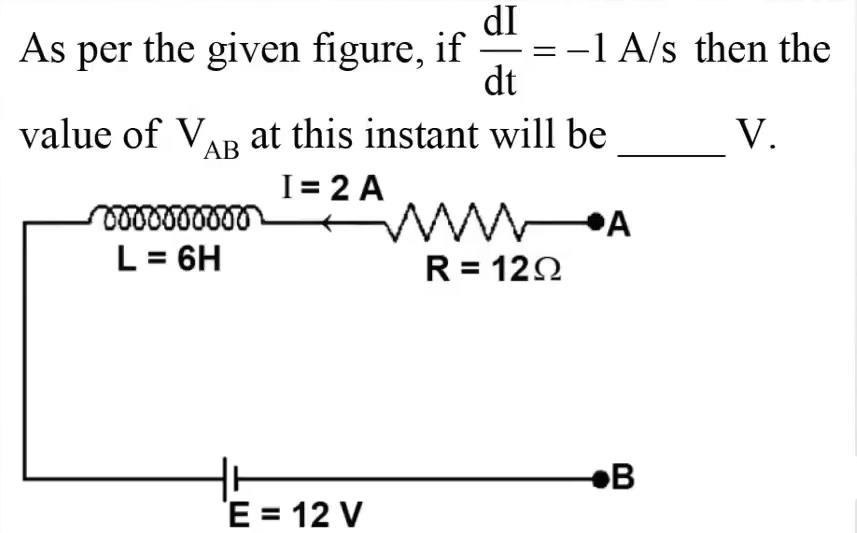 As per the given figure, if dI/dt = −1 A/s then the
value of V_AB at this instant will be ______ V.
I = 2 A
A
L = 6H
R = 12Ω
B
E = 12 V